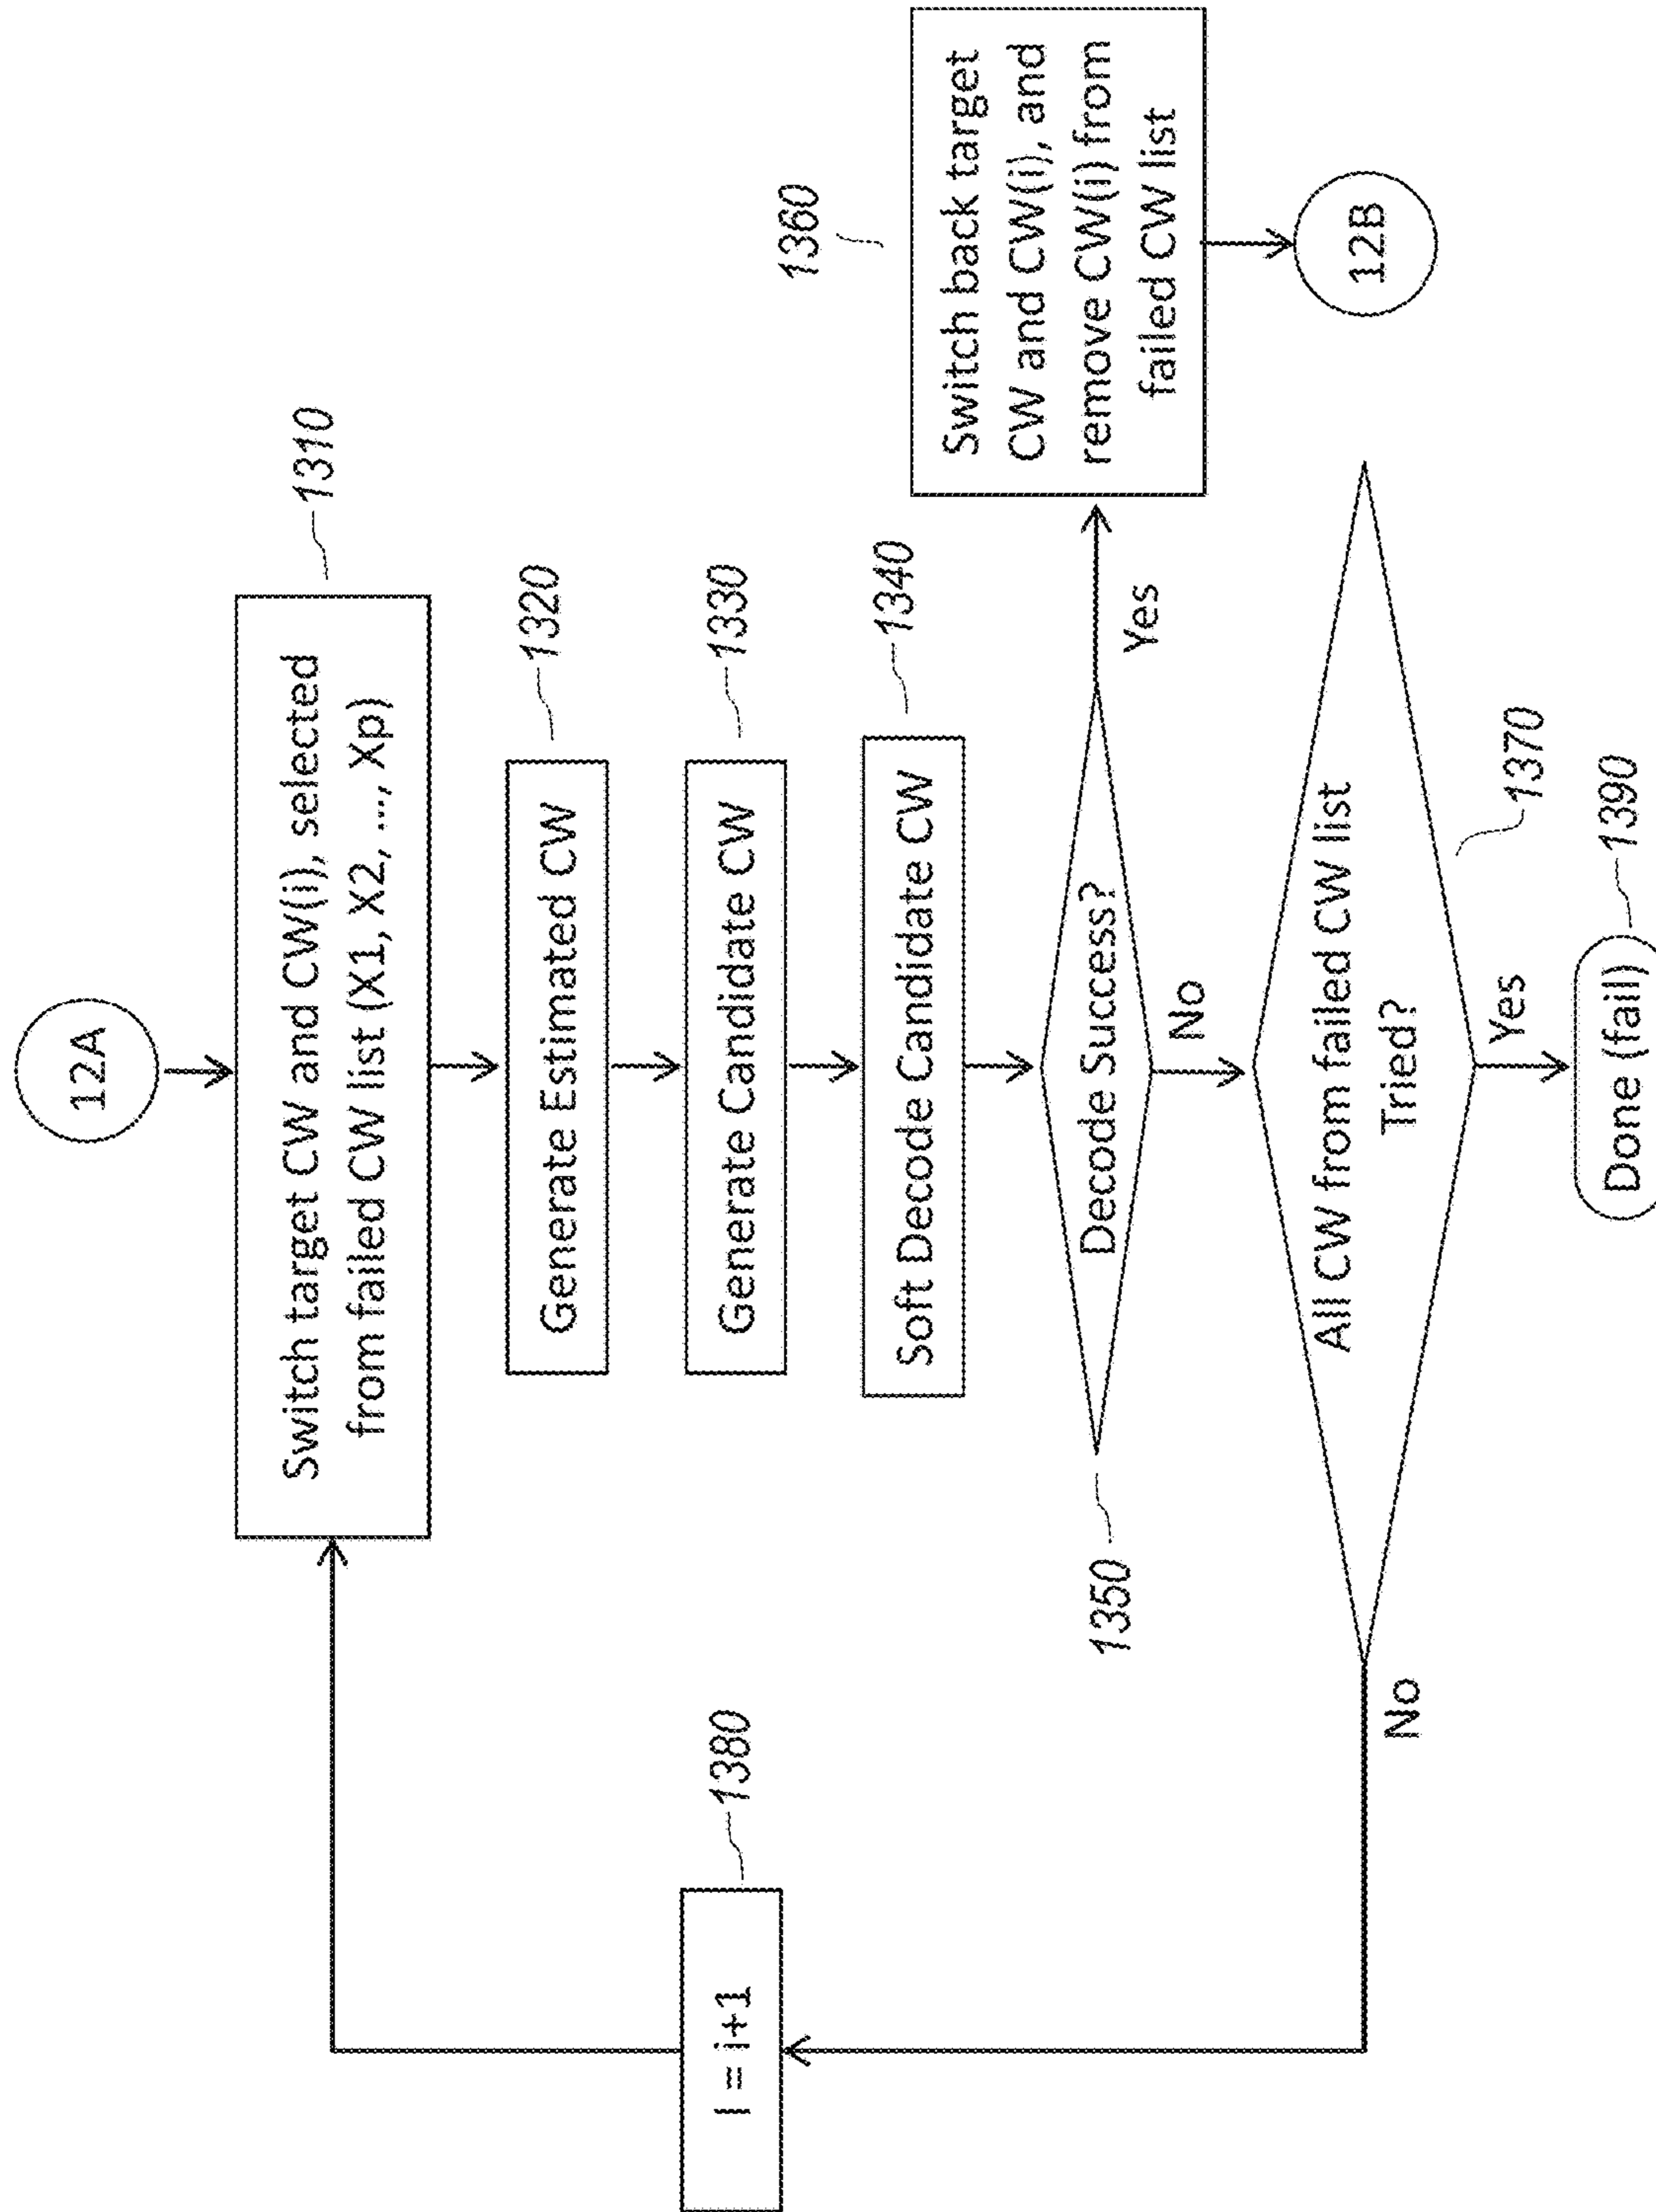 12A
Switch target CW and CW(i), selected
from failed CW list (X1, X2, ..., Xp)
1310
Generate Estimated CW
1320
Generate Candidate CW
1330
Soft Decode Candidate CW
1340
Decode Success?
1350
Yes
No
Switch back target
CW and CW(i), and
remove CW(i) from
failed CW list
1360
12B
All CW from failed CW list
Tried?
1370
No
Yes
I = i+1
1380
Done (fail)
1390